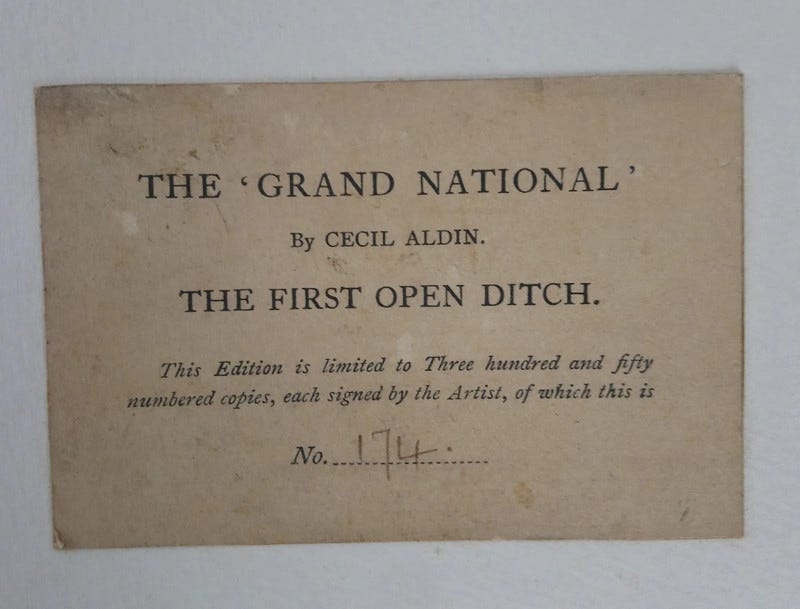 THE ‘GRAND NATIONAL’
By CECIL ALDIN.
THE FIRST OPEN DITCH.
This Edition is limited to Three hundred and fifty
numbered copies, each signed by the Artist, of which this is
No. 174.